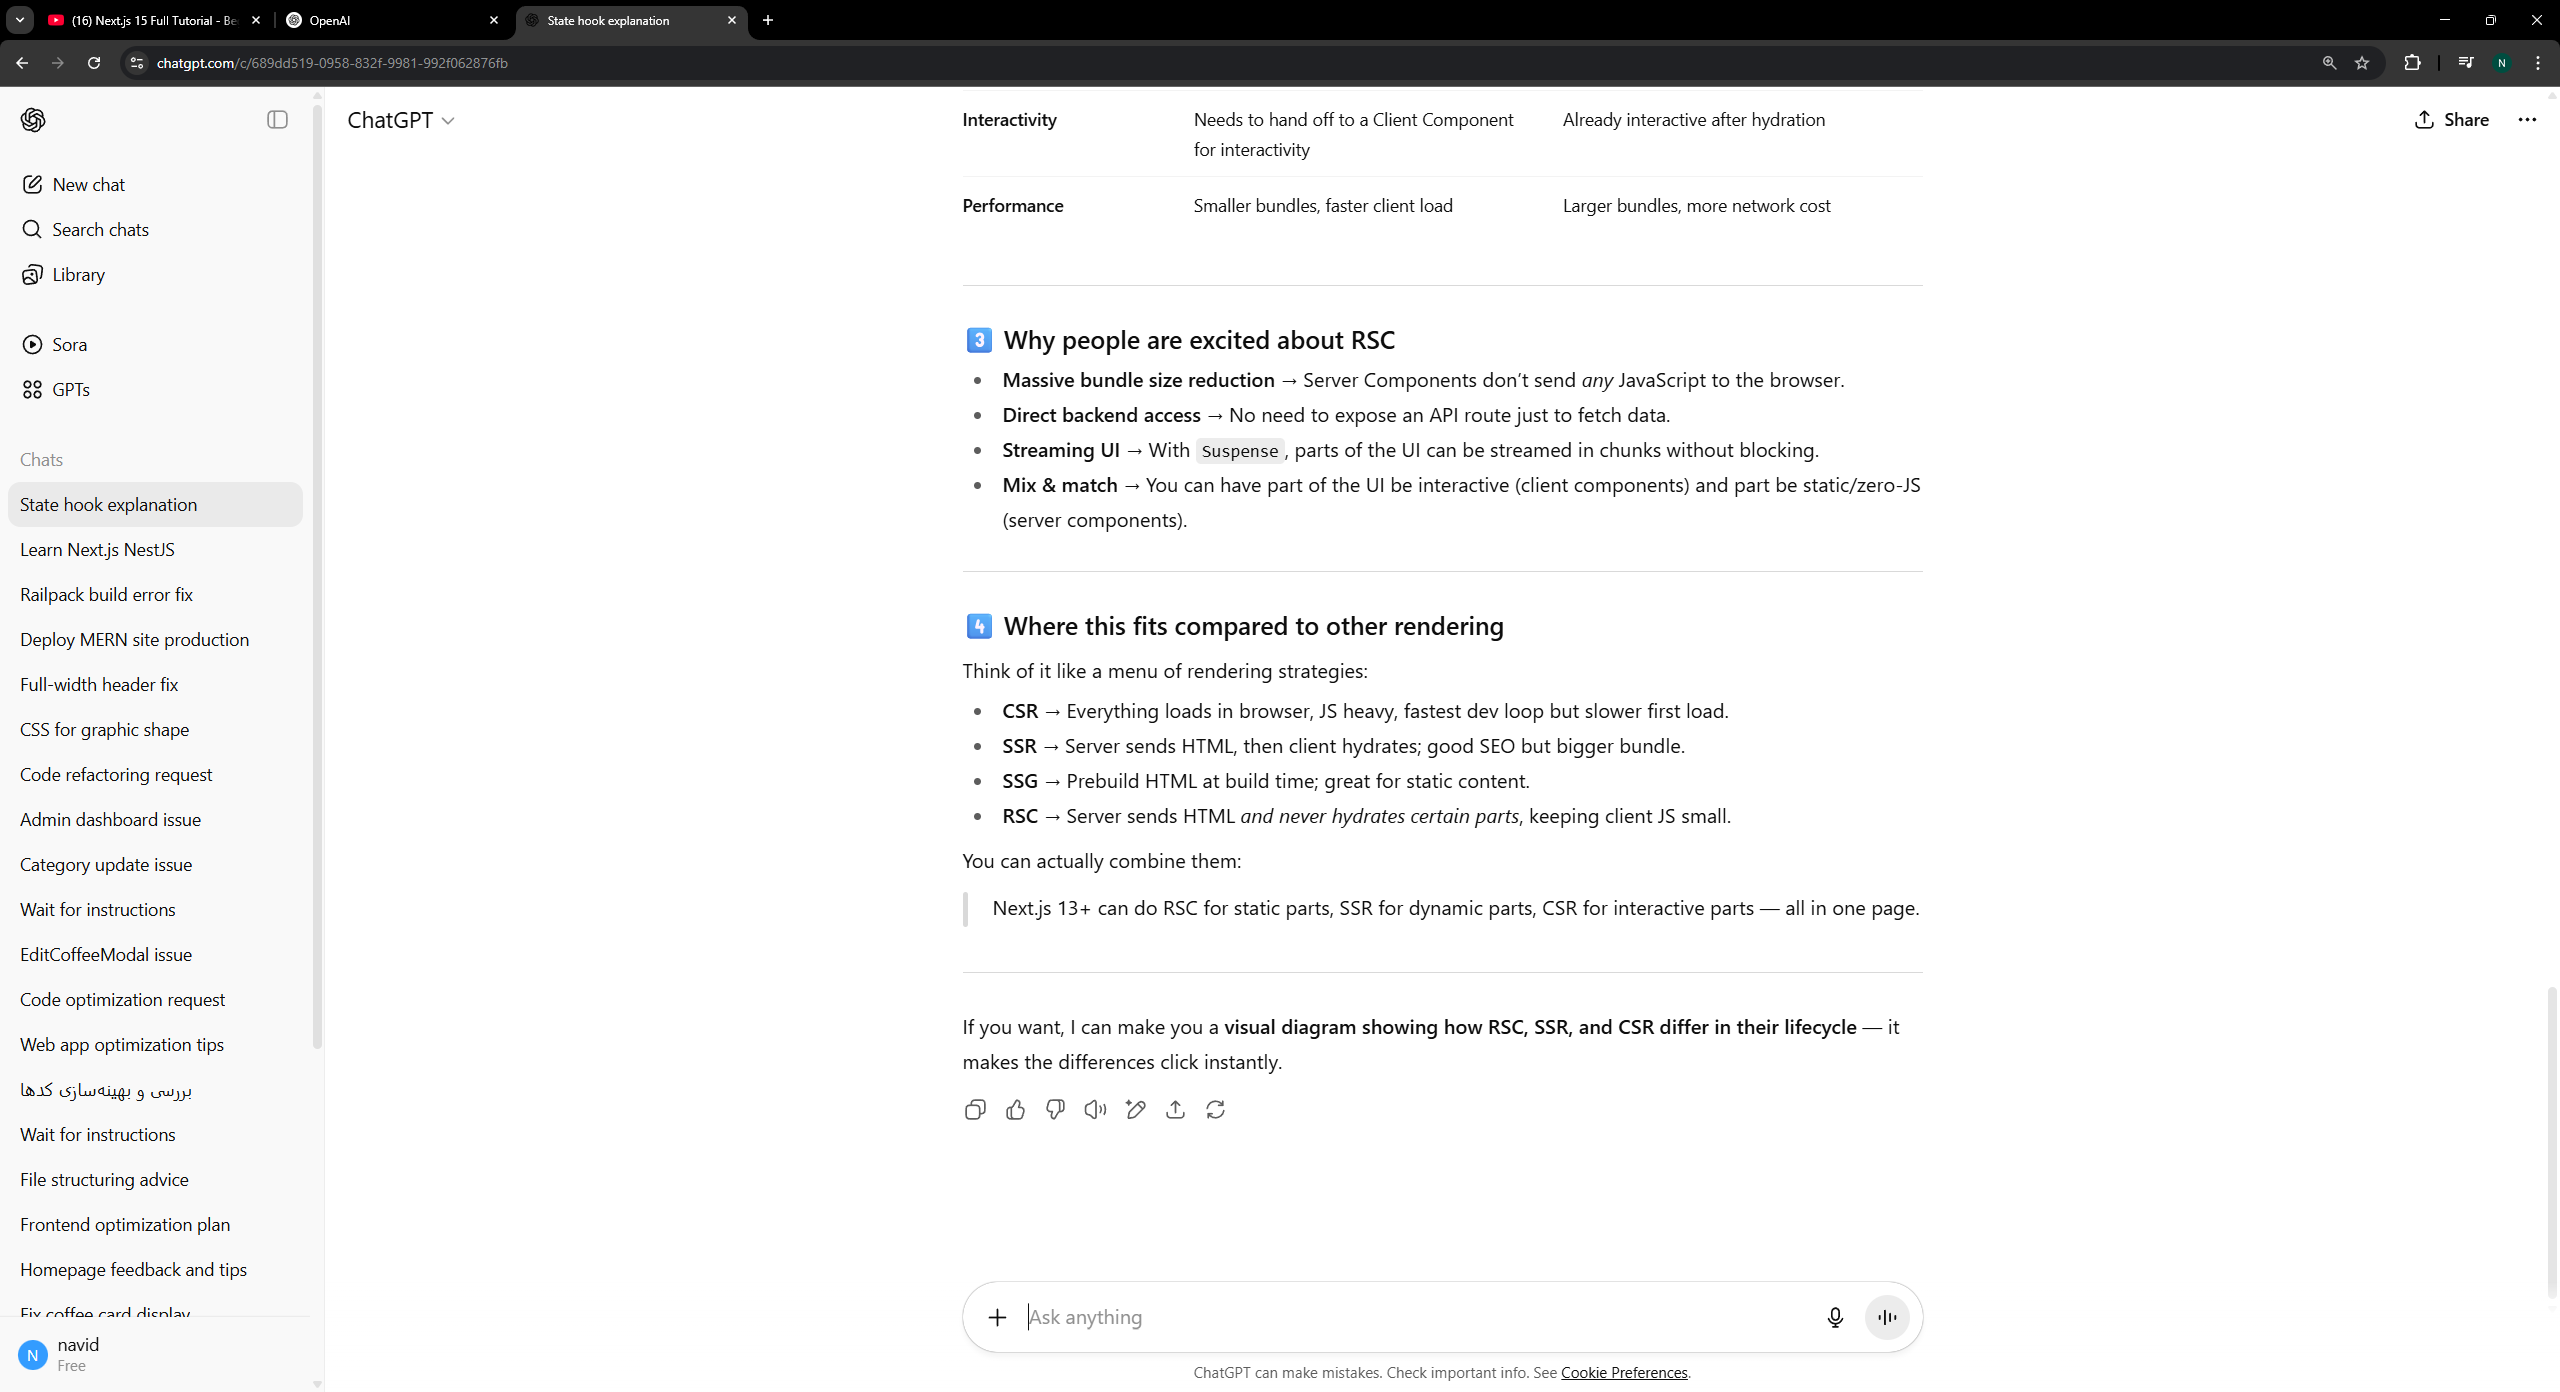 (16) Next.js 15 Full Tutorial - Be
OpenAI
State hook explanation
chatgpt.com/c/689dd519-0958-832f-9981-992f062876fb
N
New chat
Search chats
Library
Sora
GPTs
Chats
State hook explanation
Learn Next.js NestJS
Railpack build error fix
Deploy MERN site production
Full-width header fix
CSS for graphic shape
Code refactoring request
Admin dashboard issue
Category update issue
Wait for instructions
EditCoffeeModal issue
Code optimization request
Web app optimization tips
بررسی و بهینه‌سازی کدها
Wait for instructions
File structuring advice
Frontend optimization plan
Homepage feedback and tips
Fix coffee card display
N
navid
Free
ChatGPT
Share
Interactivity Needs to hand off to a Client Component Already interactive after hydration
for interactivity
Performance Smaller bundles, faster client load Larger bundles, more network cost
3 Why people are excited about RSC
• Massive bundle size reduction → Server Components don't send any JavaScript to the browser.
• Direct backend access → No need to expose an API route just to fetch data.
• Streaming UI → With Suspense, parts of the UI can be streamed in chunks without blocking.
• Mix & match → You can have part of the UI be interactive (client components) and part be static/zero-JS
(server components).
4 Where this fits compared to other rendering
Think of it like a menu of rendering strategies:
• CSR → Everything loads in browser, JS heavy, fastest dev loop but slower first load.
• SSR → Server sends HTML, then client hydrates; good SEO but bigger bundle.
• SSG → Prebuild HTML at build time; great for static content.
• RSC → Server sends HTML and never hydrates certain parts, keeping client JS small.
You can actually combine them:
Next.js 13+ can do RSC for static parts, SSR for dynamic parts, CSR for interactive parts — all in one page.
If you want, I can make you a visual diagram showing how RSC, SSR, and CSR differ in their lifecycle — it
makes the differences click instantly.
Ask anything
ChatGPT can make mistakes. Check important info. See Cookie Preferences.